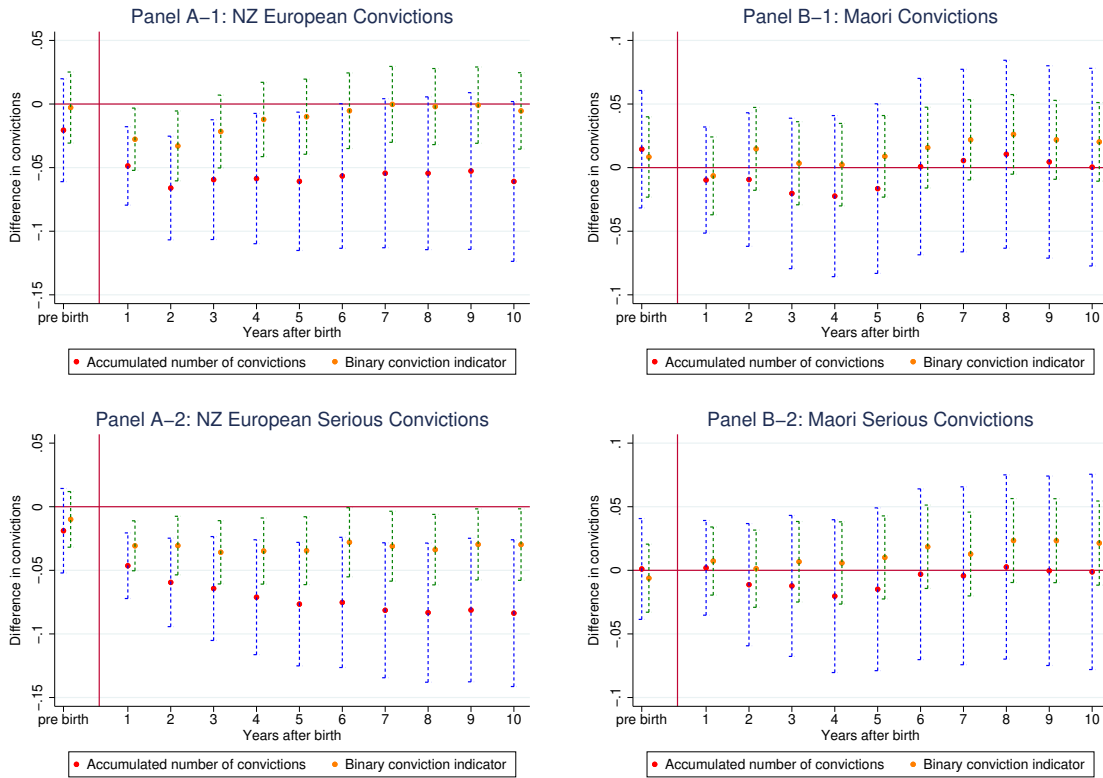 Panel A−1: NZ European Convictions
Difference in convictions
.05
0
−.05
−.1
−.15
pre birth 1 2 3 4 5 6 7 8 9 10
Years after birth
Accumulated number of convictions Binary conviction indicator
Panel B−1: Maori Convictions
Difference in convictions
.1
.05
0
−.05
−.1
pre birth 1 2 3 4 5 6 7 8 9 10
Years after birth
Accumulated number of convictions Binary conviction indicator
Panel A−2: NZ European Serious Convictions
Difference in convictions
.05
0
−.05
−.1
−.15
pre birth 1 2 3 4 5 6 7 8 9 10
Years after birth
Accumulated number of convictions Binary conviction indicator
Panel B−2: Maori Serious Convictions
Difference in convictions
.1
.05
0
−.05
−.1
pre birth 1 2 3 4 5 6 7 8 9 10
Years after birth
Accumulated number of convictions Binary conviction indicator